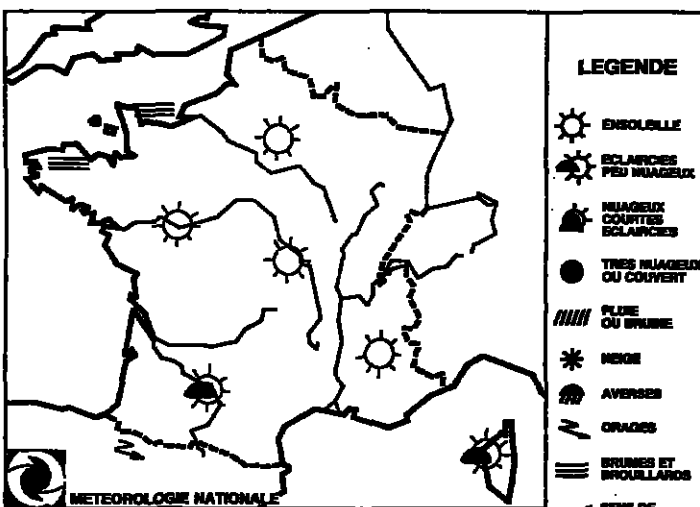 LEGENDE
ENSOLEILLE
ECLAIRCIES
PEU NUAGEUX
NUAGEUX
COURTES
ECLAIRCIES
TRES NUAGEUX
OU COUVERT
PLUIE
OU BRUINE
NEIGE
AVERSES
ORAGES
BRUMES ET
BROUILLARDS
METEOROLOGIE NATIONALE